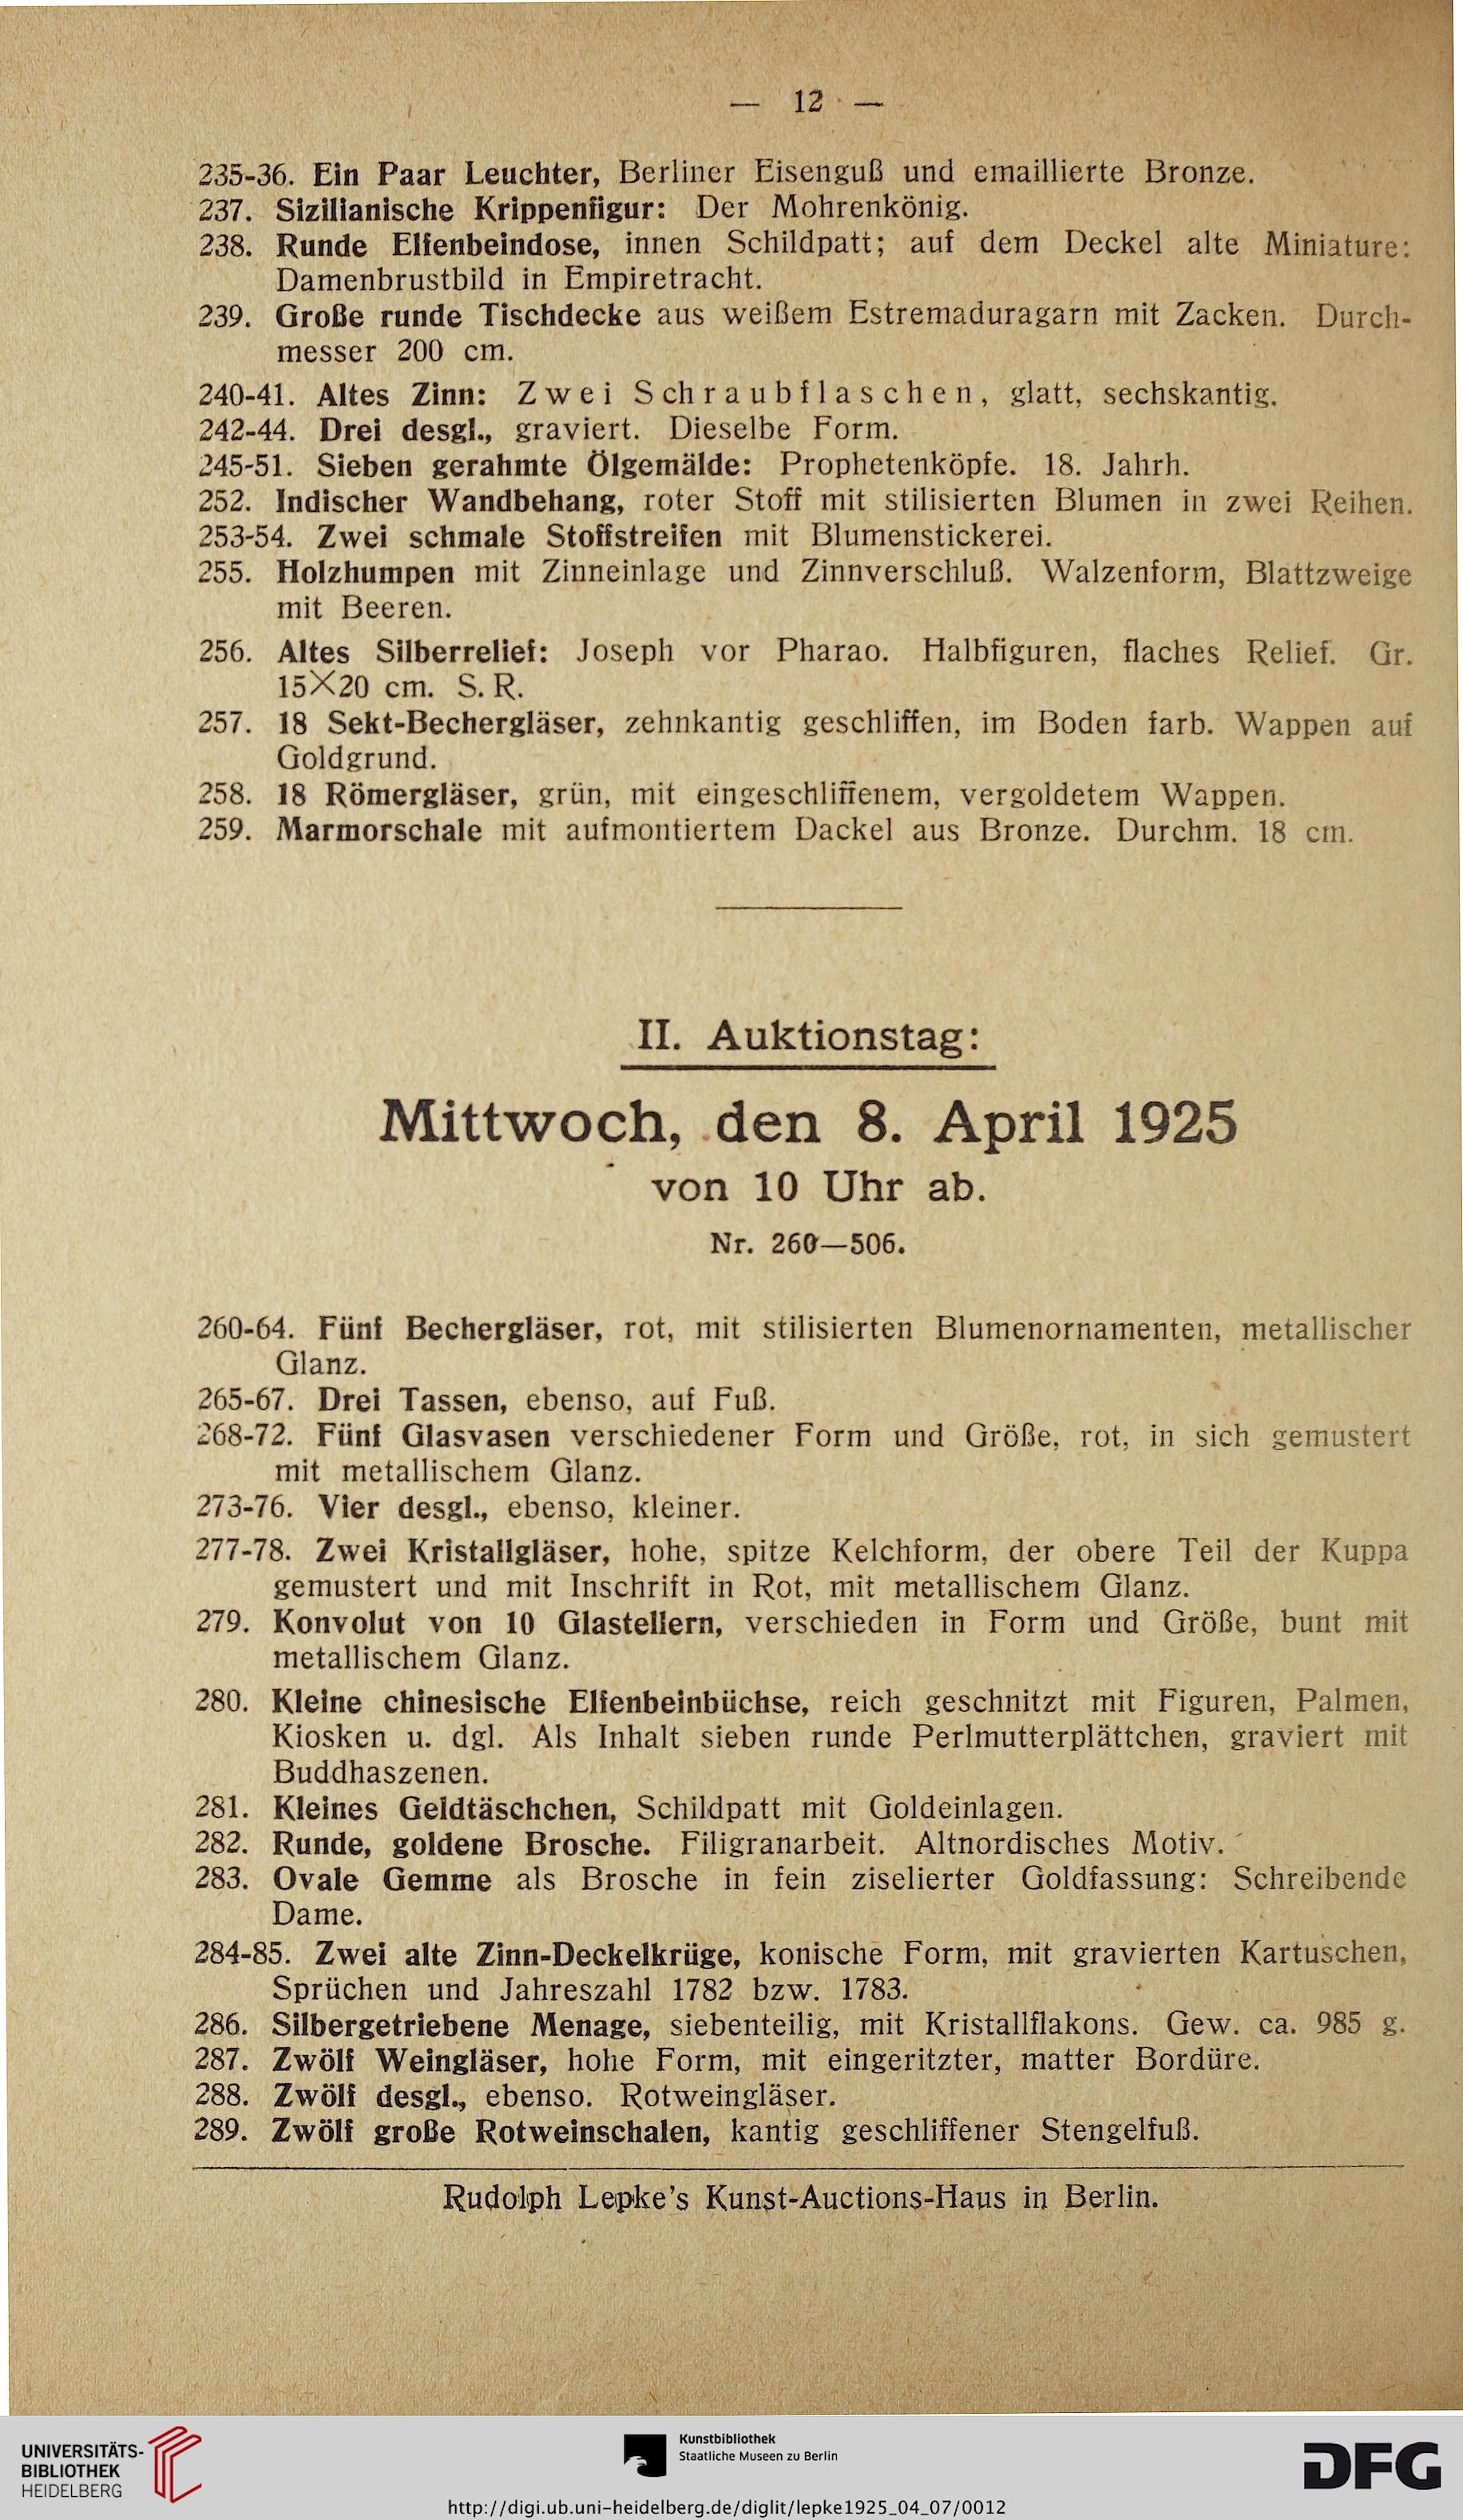 — 12 —
235-36. Ein Paar Leuchter, Berliner Eisenguß und emaillierte Bronze.
237. Sizilianische Krippenfigur: Der Mohrenkönig.
238. Runde Elfenbeindose, innen Schildpatt; auf dem Deckel alte Miniature:
Damenbrustbild in Empiretracht.
239. Große runde Tischdecke aus weißem Estremaduragarn mit Zacken. Durch-
messer 200 cm.
240-41. Altes Zinn: Zwei Schraubflaschen, glatt, sechskantig.
242-44. Drei desgl., graviert. Dieselbe Form.
245-51. Sieben gerahmte Ölgemälde: Prophetenköpfe. 18. Jahrh.
252. Indischer Wandbehang, roter Stoff mit stilisierten Blumen in zwei Reihen.
253-54. Zwei schmale Stoffstreifen mit Blumenstickerei.
255. Holzhumpen mit Zinneinlage und Zinnverschluß. Walzenform, Blattzweige
mit Beeren.
256. Altes Silberrelief: Joseph vor Pharao. Halbfiguren, flaches Relief. Gr.
15×20 cm. S. R.
257. 18 Sekt-Bechergläser, zehnkantig geschliffen, im Boden farb. Wappen auf
Goldgrund.
258. 18 Römergläser, grün, mit eingeschliffenem, vergoldetem Wappen.
259. Marmorschale mit aufmontiertem Dackel aus Bronze. Durchm. 18 cm.
II. Auktionstag:
Mittwoch, den 8. April 1925
von 10 Uhr ab.
Nr. 260—506.
260-64. Fünf Bechergläser, rot, mit stilisierten Blumenornamenten, metallischer
Glanz.
265-67. Drei Tassen, ebenso, auf Fuß.
268-72. Fünf Glasvasen verschiedener Form und Größe, rot, in sich gemustert
mit metallischem Glanz.
273-76. Vier desgl., ebenso, kleiner.
277-78. Zwei Kristallgläser, hohe, spitze Kelchform, der obere Teil der Kuppa
gemustert und mit Inschrift in Rot, mit metallischem Glanz.
279. Konvolut von 10 Glastellern, verschieden in Form und Größe, bunt mit
metallischem Glanz.
280. Kleine chinesische Elfenbeinbüchse, reich geschnitzt mit Figuren, Palmen,
Kiosken u. dgl. Als Inhalt sieben runde Perlmutterplättchen, graviert mit
Buddhaszenen.
281. Kleines Geldtäschchen, Schildpatt mit Goldeinlagen.
282. Runde, goldene Brosche. Filigranarbeit. Altnordisches Motiv.
283. Ovale Gemme als Brosche in fein ziselierter Goldfassung: Schreibende
Dame.
284-85. Zwei alte Zinn-Deckelkrüge, konische Form, mit gravierten Kartuschen,
Sprüchen und Jahreszahl 1782 bzw. 1783.
286. Silbergetriebene Menage, siebenteilig, mit Kristallflakons. Gew. ca. 985 g.
287. Zwölf Weingläser, hohe Form, mit eingeritzter, matter Bordüre.
288. Zwölf desgl., ebenso. Rotweingläser.
289. Zwölf große Rotweinschalen, kantig geschliffener Stengelfuß.
Rudolph Lepke's Kunst-Auctions-Haus in Berlin.
UNIVERSITÄTS-
BIBLIOTHEK
HEIDELBERG
Kunstbibliothek
Staatliche Museen zu Berlin
DFG
http://digi.ub.uni-heidelberg.de/diglit/lepke1925_04_07/0012